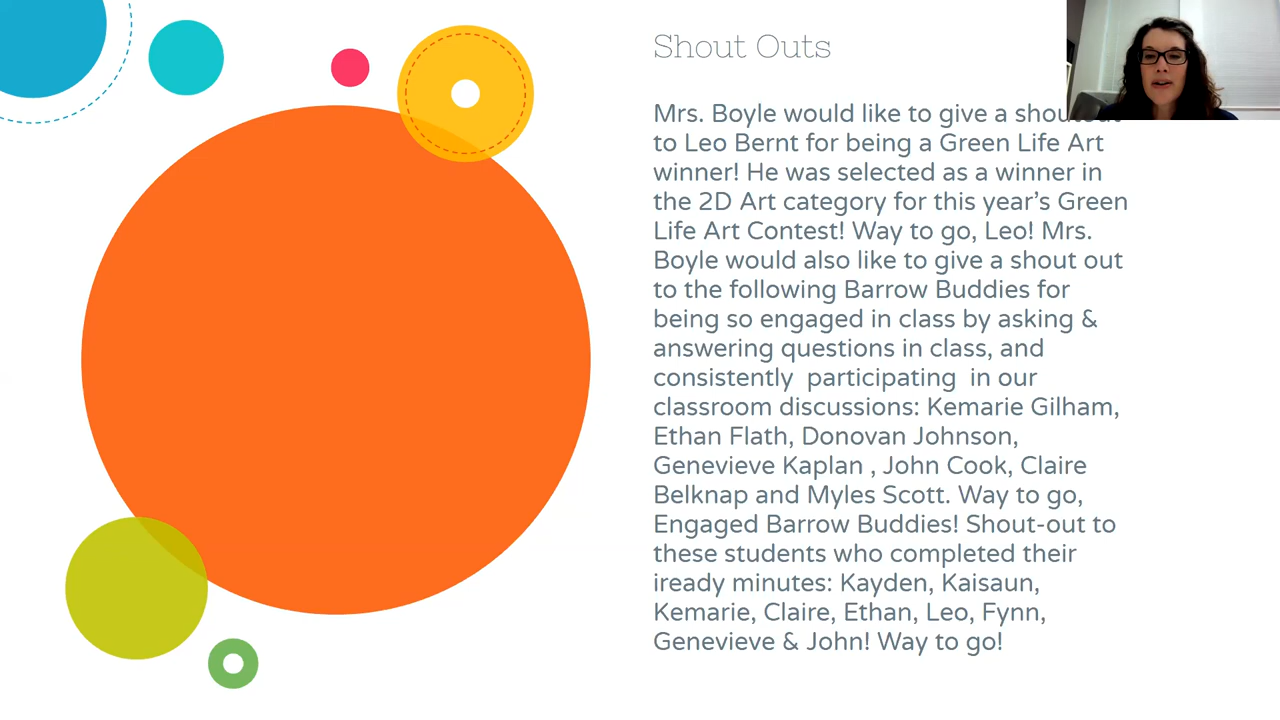 Shout Outs
Mrs. Boyle would like to give a shoutout
to Leo Bernt for being a Green Life Art
winner! He was selected as a winner in
the 2D Art category for this year's Green
Life Art Contest! Way to go, Leo! Mrs.
Boyle would also like to give a shout out
to the following Barrow Buddies for
being so engaged in class by asking &
answering questions in class, and
consistently participating in our
classroom discussions: Kemarie Gilham,
Ethan Flath, Donovan Johnson,
Genevieve Kaplan , John Cook, Claire
Belknap and Myles Scott. Way to go,
Engaged Barrow Buddies! Shout-out to
these students who completed their
iready minutes: Kayden, Kaisaun,
Kemarie, Claire, Ethan, Leo, Fynn,
Genevieve & John! Way to go!